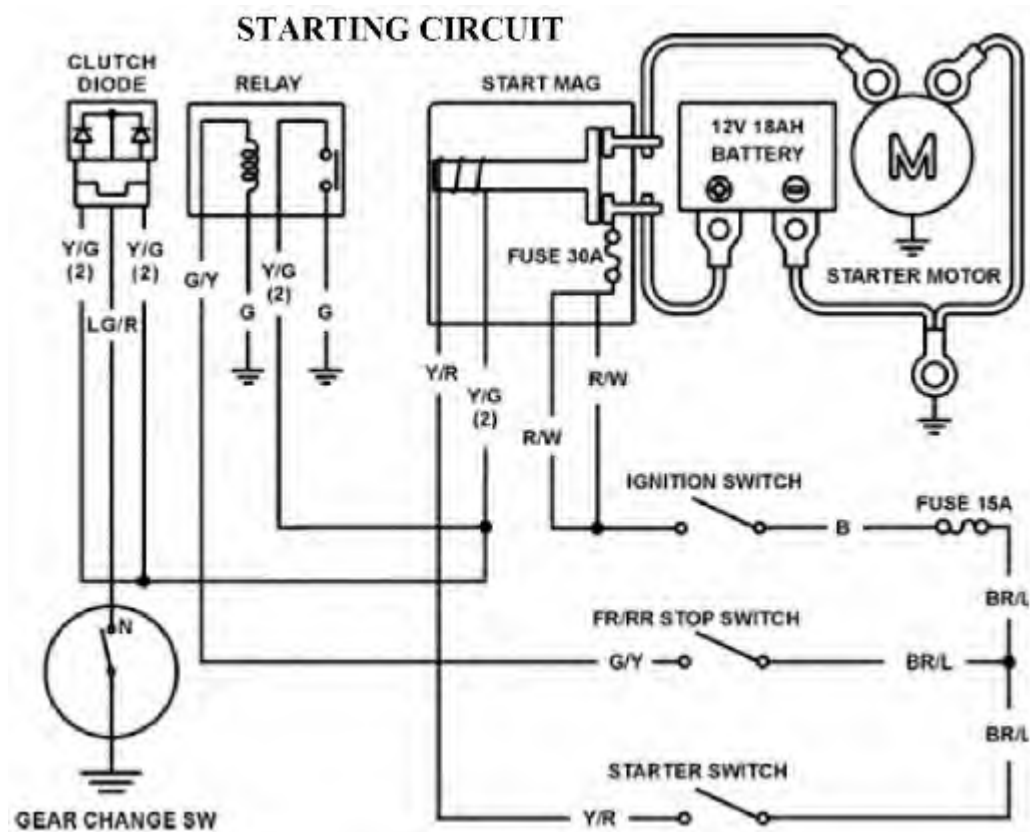 STARTING CIRCUIT
CLUTCH
DIODE
RELAY
START MAG
12V 18AH
BATTERY
M
FUSE 30A
STARTER MOTOR
Y/G
(2)
Y/G
(2)
LG/R
G/Y
G
Y/G
(2)
G
Y/R
Y/G
(2)
R/W
R/W
IGNITION SWITCH
B
FUSE 15A
BR/L
N
FR/RR STOP SWITCH
G/Y
BR/L
BR/L
STARTER SWITCH
Y/R
GEAR CHANGE SW